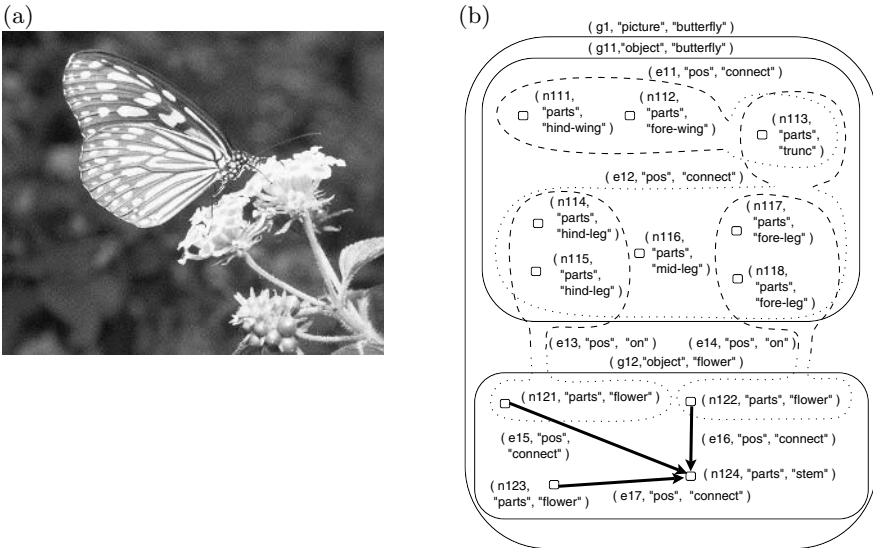 (a)
(b)
( g1, "picture", "butterfly" )
( g11,"object", "butterfly" )
( e11, "pos", "connect" )
( n111,
"parts",
"hind-wing" )
( n112,
"parts",
"fore-wing" )
( n113,
"parts",
"trunc" )
( e12, "pos", "connect" )
( n114,
"parts",
"hind-leg" )
( n115,
"parts",
"hind-leg" )
( n116,
"parts",
"mid-leg" )
( n117,
"parts",
"fore-leg" )
( n118,
"parts",
"fore-leg" )
( e13, "pos", "on" )
( e14, "pos", "on" )
( g12,"object", "flower" )
( n121, "parts", "flower" )
( n122, "parts", "flower" )
( e15, "pos",
"connect" )
( e16, "pos", "connect" )
( n123,
"parts", "flower" )
( n124, "parts", "stem" )
( e17, "pos", "connect" )